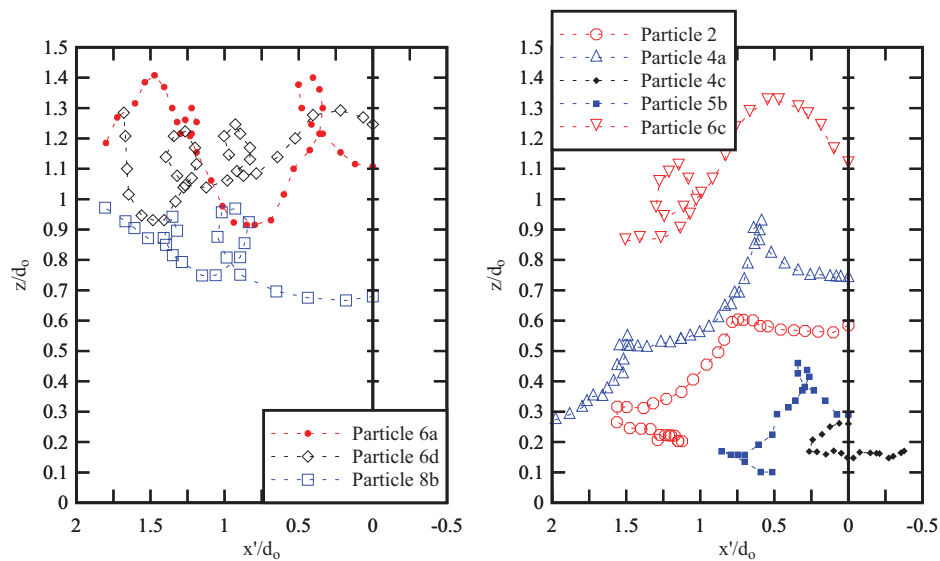 1.5
1.4
1.3
1.2
1.1
1
0.9
0.8
0.7
0.6
0.5
0.4
0.3
0.2
0.1
0
z/do
Particle 6a
Particle 6d
Particle 8b
2 1.5 1 0.5 0 -0.5
x'/do
Particle 2
Particle 4a
Particle 4c
Particle 5b
Particle 6c
1.5
1.4
1.3
1.2
1.1
1
0.9
0.8
0.7
0.6
0.5
0.4
0.3
0.2
0.1
0
z/do
2 1.5 1 0.5 0 -0.5
x'/do